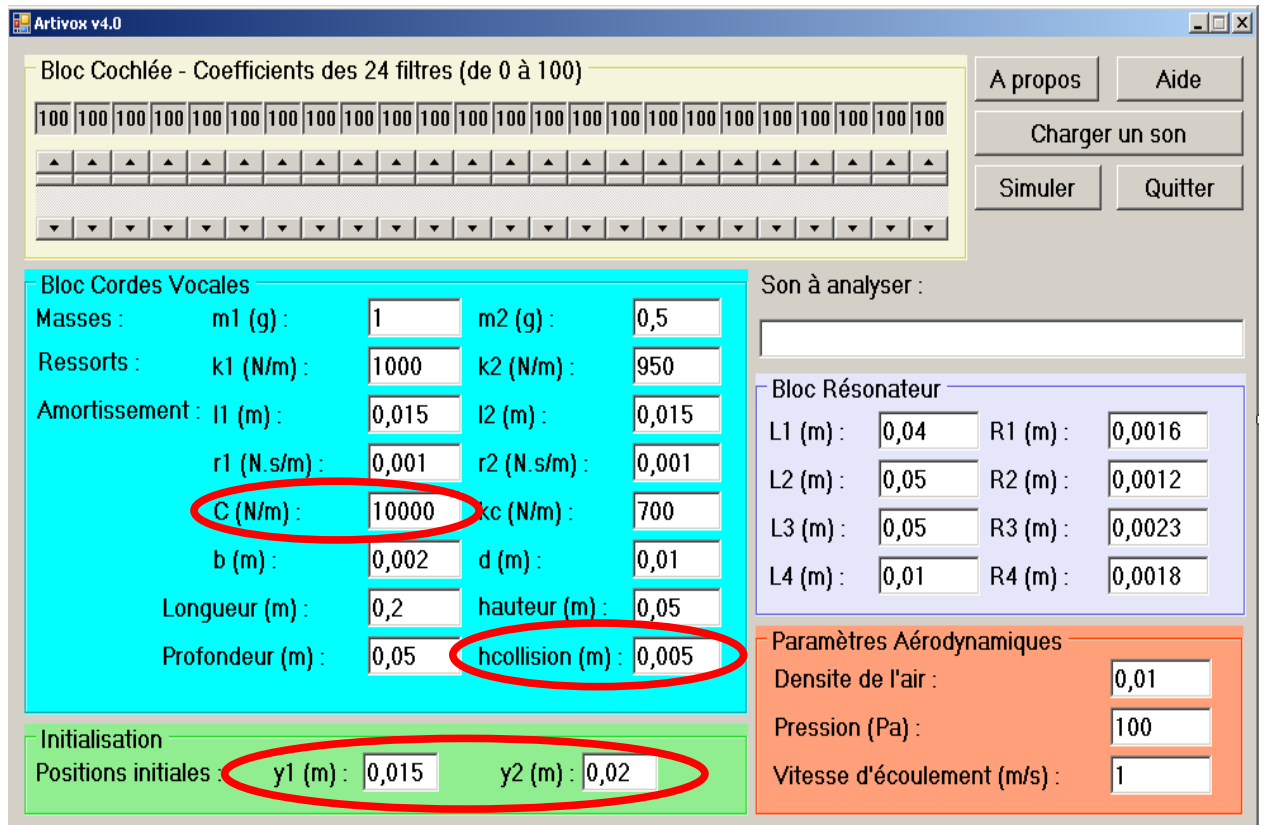 Artivox v4.0
Bloc Cochlée - Coefficients des 24 filtres (de 0 à 100)
100 100 100 100 100 100 100 100 100 100 100 100 100 100 100 100 100 100 100 100 100 100 100 100
A propos Aide
Charger un son
Simuler Quitter
Bloc Cordes Vocales
Masses : m1 (g) : 1 m2 (g) : 0,5
Ressorts : k1 (N/m) : 1000 k2 (N/m) : 950
Amortissement : l1 (m) : 0,015 l2 (m) : 0,015
r1 (N.s/m) : 0,001 r2 (N.s/m) : 0,001
C (N/m) : 10000 kc (N/m) : 700
b (m) : 0,002 d (m) : 0,01
Longueur (m) : 0,2 hauteur (m) : 0,05
Profondeur (m) : 0,05 hcollision (m) : 0,005
Initialisation
Positions initiales : y1 (m) : 0,015 y2 (m) : 0,02
Son à analyser :
Bloc Résonateur
L1 (m) : 0,04 R1 (m) : 0,0016
L2 (m) : 0,05 R2 (m) : 0,0012
L3 (m) : 0,05 R3 (m) : 0,0023
L4 (m) : 0,01 R4 (m) : 0,0018
Paramètres Aérodynamiques
Densite de l'air : 0,01
Pression (Pa) : 100
Vitesse d'écoulement (m/s) : 1